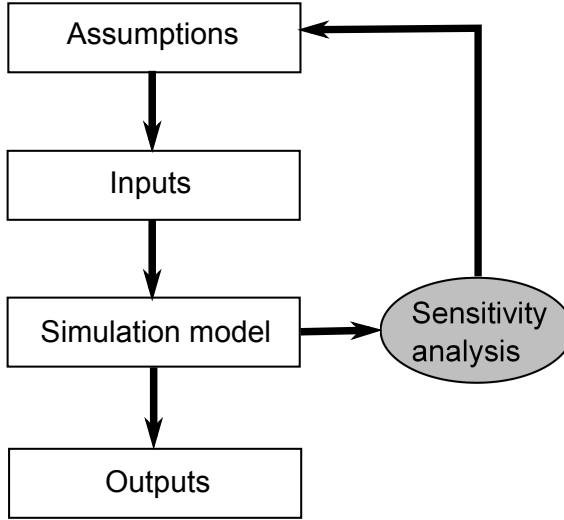 Assumptions
Inputs
Simulation model
Sensitivity
analysis
Outputs